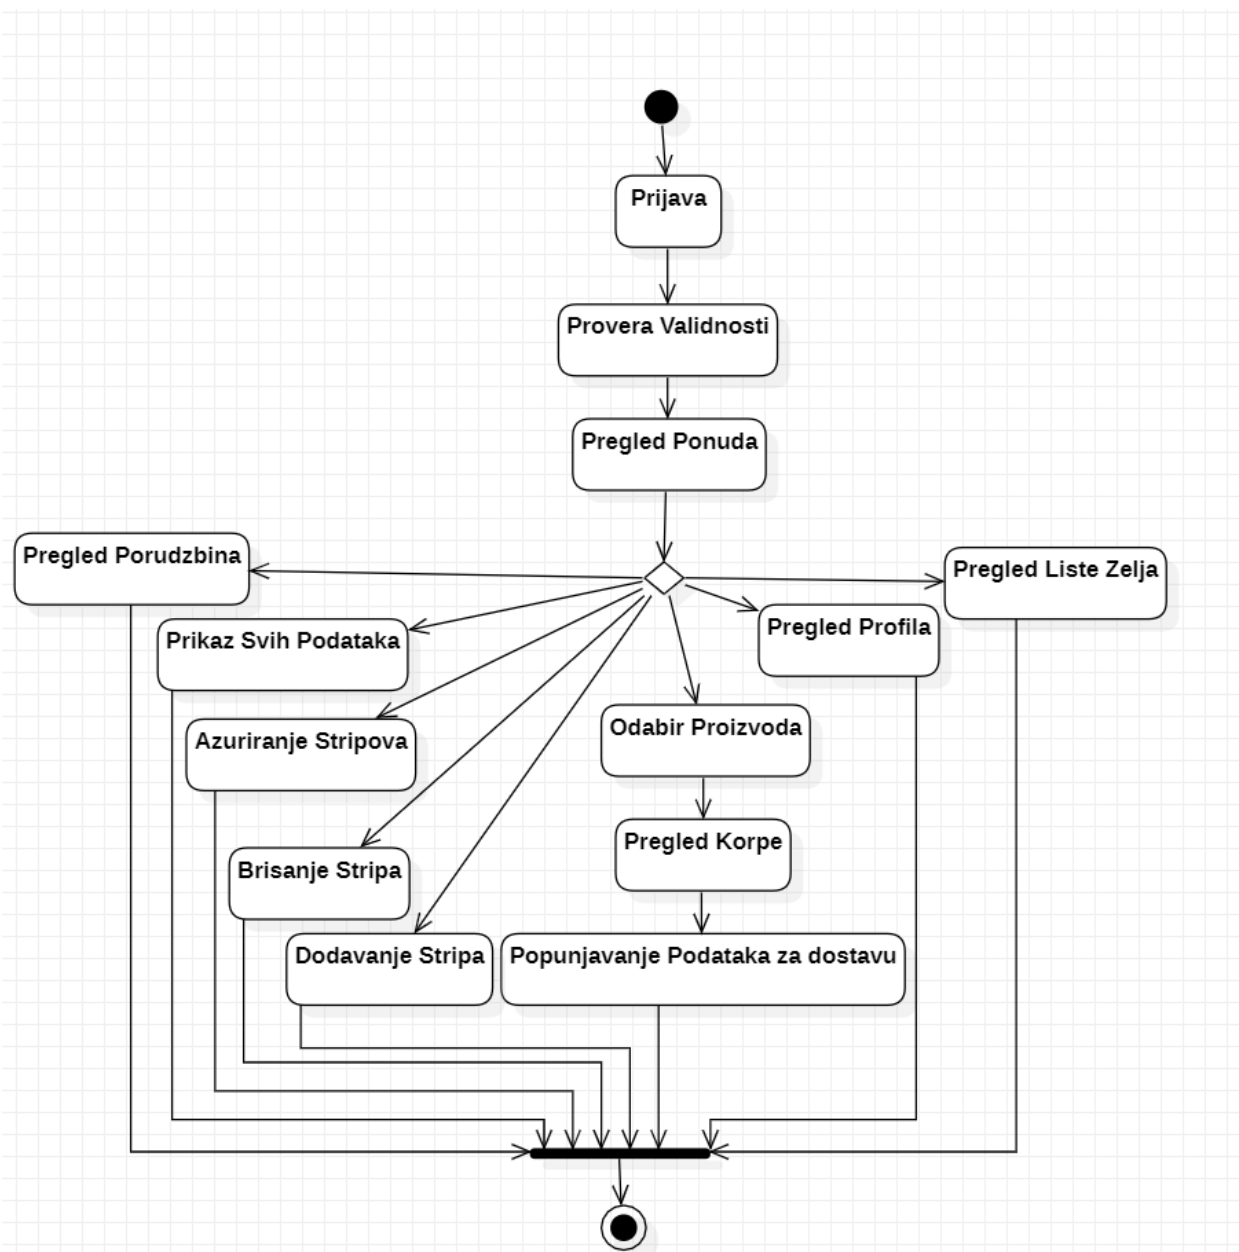 Prijava
Provera Validnosti
Pregled Ponuda
Pregled Porudzbina
Pregled Liste Zelja
Prikaz Svih Podataka
Pregled Profila
Azuriranje Stripova
Odabir Proizvoda
Brisanje Stripa
Pregled Korpe
Dodavanje Stripa
Popunjavanje Podataka za dostavu